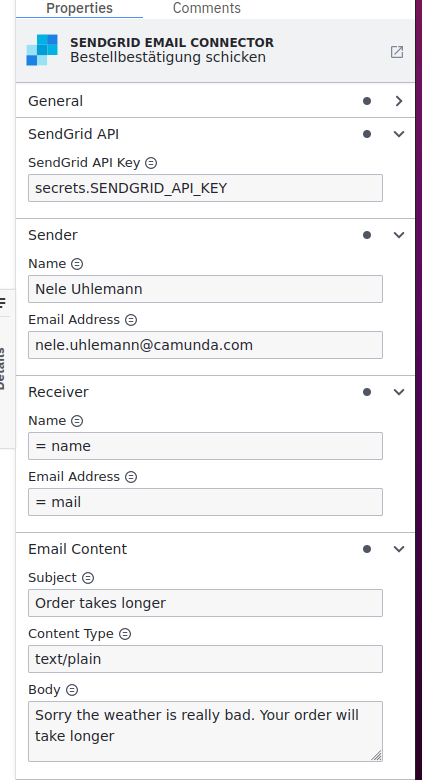 Properties
Comments
SENDGRID EMAIL CONNECTOR
Bestellbestätigung schicken
General
SendGrid API
SendGrid API Key
secrets.SENDGRID_API_KEY
Sender
Name
Nele Uhlemann
Email Address
nele.uhlemann@camunda.com
Details
Receiver
Name
= name
Email Address
= mail
Email Content
Subject
Order takes longer
Content Type
text/plain
Body
Sorry the weather is really bad. Your order will
take longer